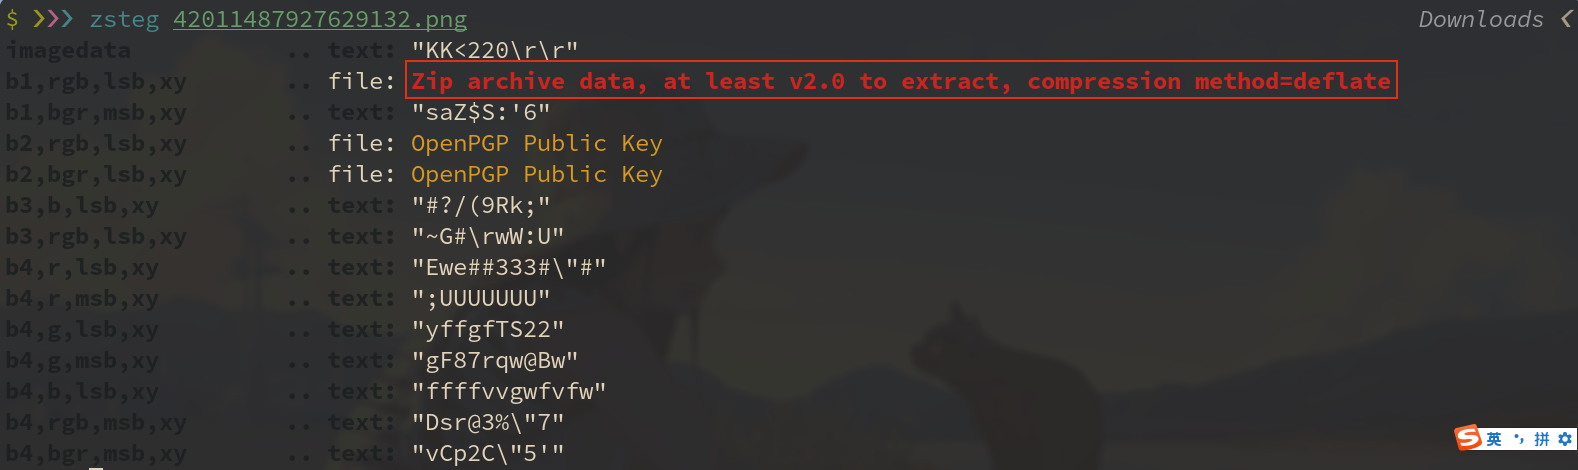 $ ❯❯❯ zsteg 42011487927629132.png Downloads ❮
imagedata .. text: "KK<220\r\r"
b1,rgb,lsb,xy .. file: Zip archive data, at least v2.0 to extract, compression method=deflate
b1,bgr,msb,xy .. text: "saZ$S:'6"
b2,rgb,lsb,xy .. file: OpenPGP Public Key
b2,bgr,lsb,xy .. file: OpenPGP Public Key
b3,b,lsb,xy .. text: "#?/(9Rk;"
b3,rgb,lsb,xy .. text: "~G#\rwW:U"
b4,r,lsb,xy .. text: "Ewe##333#\"#"
b4,r,msb,xy .. text: ";UUUUUUU"
b4,g,lsb,xy .. text: "yffgfTS22"
b4,g,msb,xy .. text: "gF87rqw@Bw"
b4,b,lsb,xy .. text: "ffffvvgwfvfw"
b4,rgb,msb,xy .. text: "Dsr@3%\"7"
b4,bgr,msb,xy .. text: "vCp2C\"5'"
S 英 •, 拼